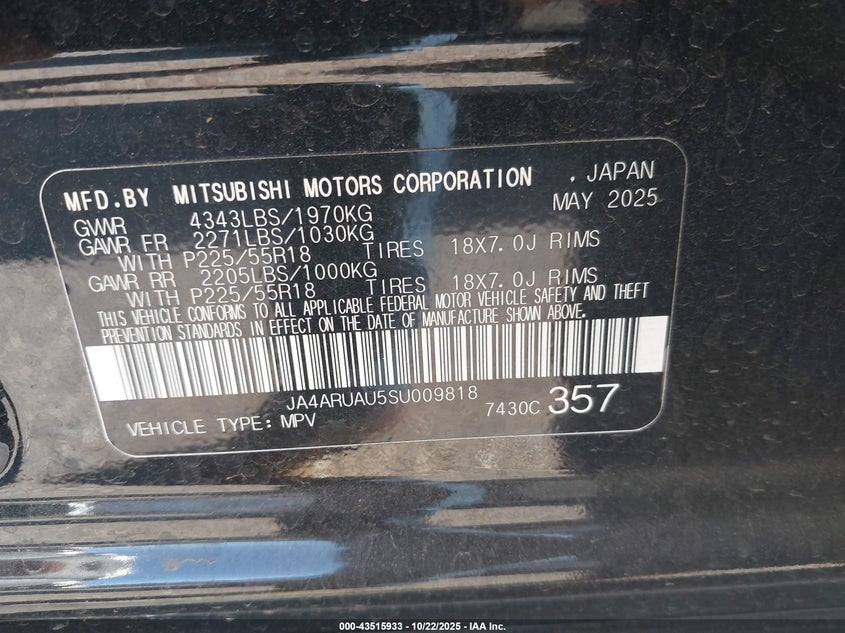 MFD.BY MITSUBISHI MOTORS CORPORATION , JAPAN
MAY 2025
GVWR 4343LBS/1970KG
GAWR FR 2271LBS/1030KG
WITH P225/55R18 TIRES 18X7.0J RIMS
GAWR RR 2205LBS/1000KG
WITH P225/55R18 TIRES 18X7.0J RIMS
THIS VEHICLE CONFORMS TO ALL APPLICABLE FEDERAL MOTOR VEHICLE SAFETY AND THEFT
PREVENTION STANDARDS IN EFFECT ON THE DATE OF MANUFACTURE SHOWN ABOVE.
JA4ARUAU5SU009818
VEHICLE TYPE: MPV 7430C 357
000-43515933 - 10/22/2025 - IAA Inc.